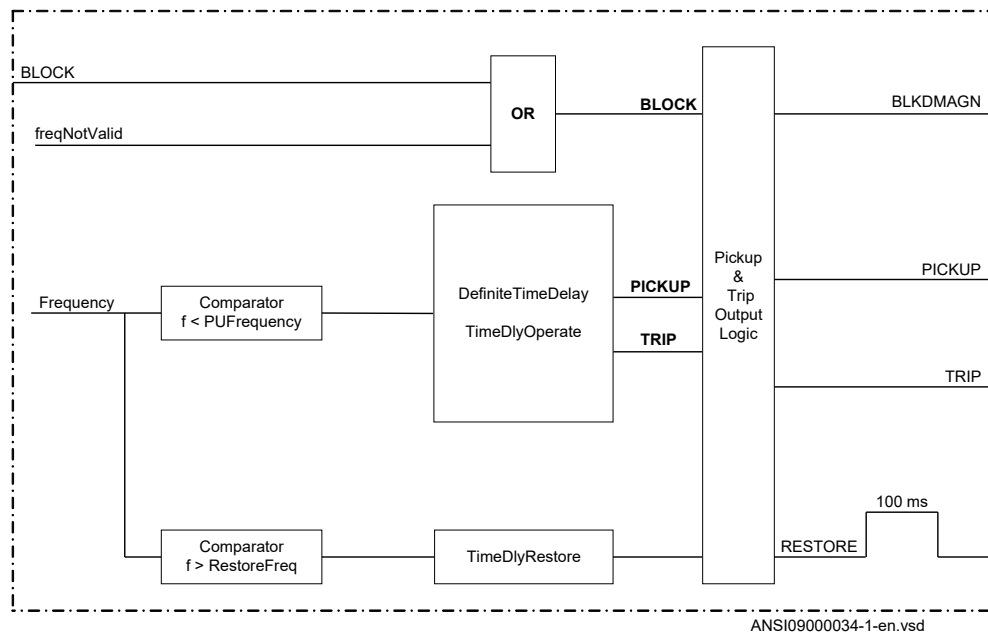 BLOCK
freqNotValid
OR
BLOCK
BLKDMAGN
Frequency
Comparator
f < PUFrequency
DefiniteTimeDelay
TimeDlyOperate
PICKUP
TRIP
Pickup
&
Trip
Output
Logic
PICKUP
TRIP
Comparator
f > RestoreFreq
TimeDlyRestore
RESTORE
100 ms
ANSI09000034-1-en.vsd